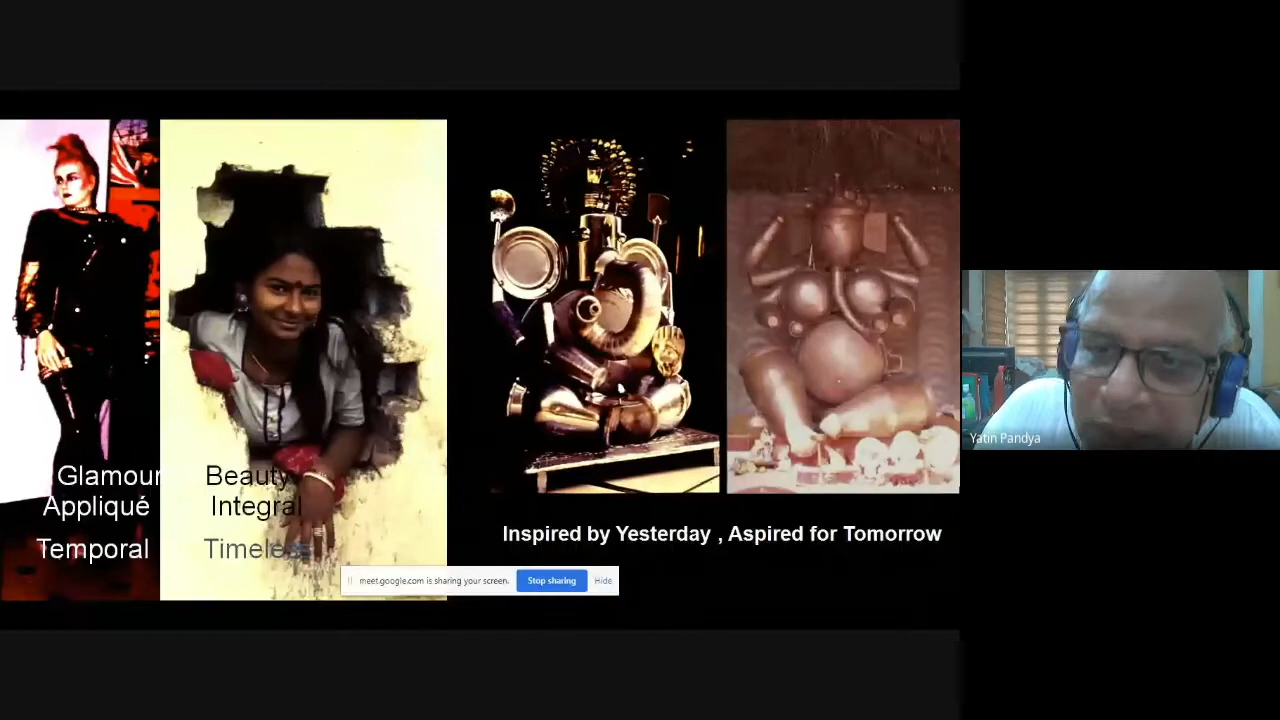 Glamour
Appliqué
Temporal
Beauty
Integral
Timeless
Inspired by Yesterday , Aspired for Tomorrow
meet.google.com is sharing your screen.
Stop sharing
Hide
Yatin Pandya